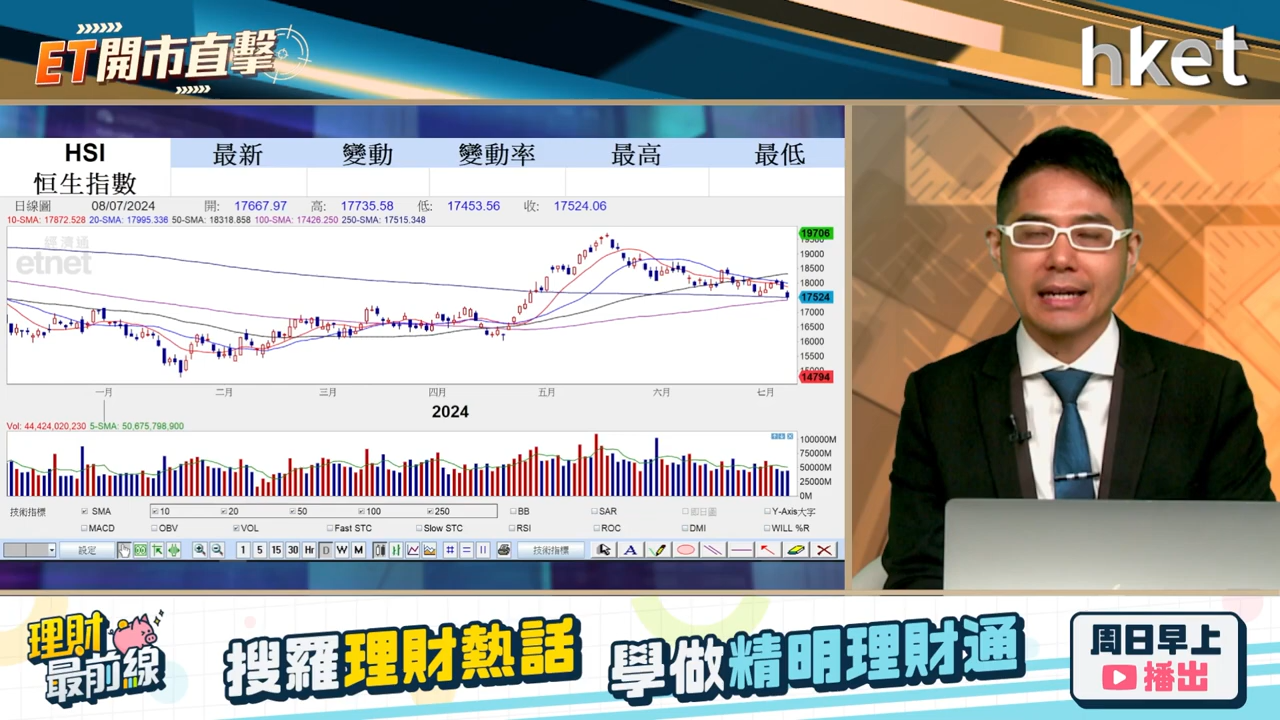 ET開市直擊
hket
HSI
恒生指數
最新 變動 變動率 最高 最低
日線圖 08/07/2024 開: 17667.97 高: 17735.58 低: 17453.56 收: 17524.06
10-SMA: 17872.528 20-SMA: 17995.336 50-SMA: 18318.858 100-SMA: 17426.250 250-SMA: 17515.348
經濟通
etnet
19706
19500
19000
18500
18000
17524
17000
16500
16000
15500
15000
14794
一月 二月 三月 四月 五月 六月 七月
2024
Vol: 44,424,020,230 5-SMA: 50,675,798,900
100000M
75000M
50000M
25000M
0M
技術指標 SMA 10 20 50 100 250 BB SAR 即日圖 Y-Axis大字
MACD OBV VOL Fast STC Slow STC RSI ROC DMI WILL %R
設定 1 5 15 30 Hr D W M 技術指標 A
理財
最前線
搜羅理財熱話 學做精明理財通
周日早上
播出